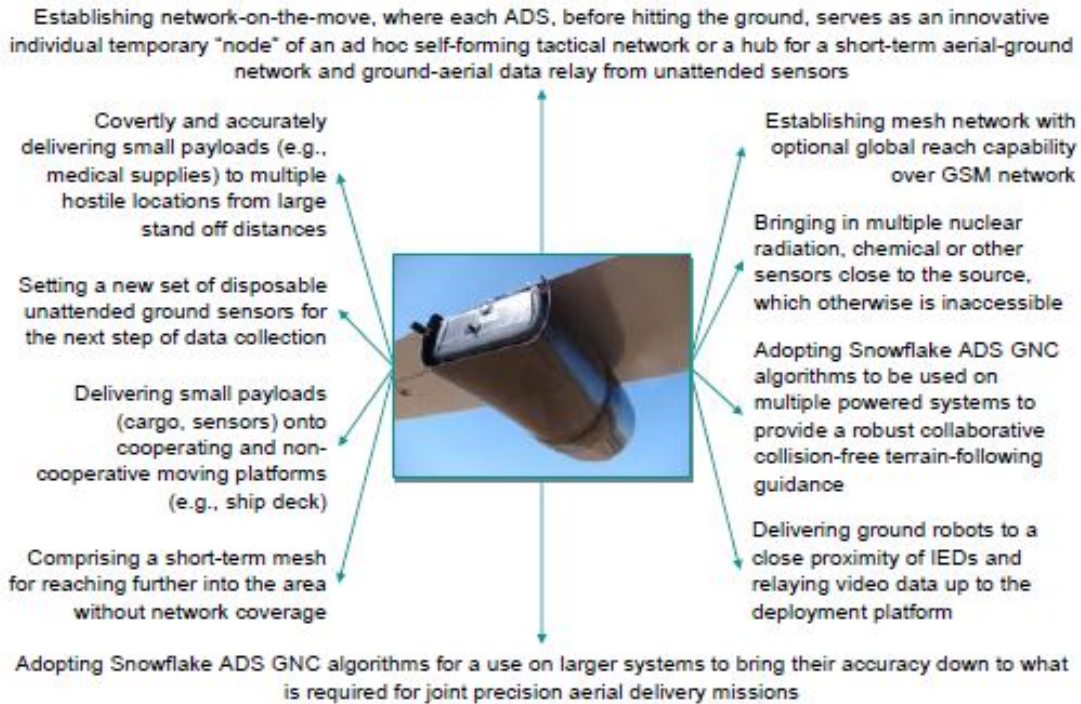 Establishing network-on-the-move, where each ADS, before hitting the ground, serves as an innovative
individual temporary "node" of an ad hoc self-forming tactical network or a hub for a short-term aerial-ground
network and ground-aerial data relay from unattended sensors
Covertly and accurately
delivering small payloads (e.g.,
medical supplies) to multiple
hostile locations from large
stand off distances
Setting a new set of disposable
unattended ground sensors for
the next step of data collection
Delivering small payloads
(cargo, sensors) onto
cooperating and non-
cooperative moving platforms
(e.g., ship deck)
Comprising a short-term mesh
for reaching further into the area
without network coverage
Establishing mesh network with
optional global reach capability
over GSM network
Bringing in multiple nuclear
radiation, chemical or other
sensors close to the source,
which otherwise is inaccessible
Adopting Snowflake ADS GNC
algorithms to be used on
multiple powered systems to
provide a robust collaborative
collision-free terrain-following
guidance
Delivering ground robots to a
close proximity of IEDs and
relaying video data up to the
deployment platform
Adopting Snowflake ADS GNC algorithms for a use on larger systems to bring their accuracy down to what
is required for joint precision aerial delivery missions